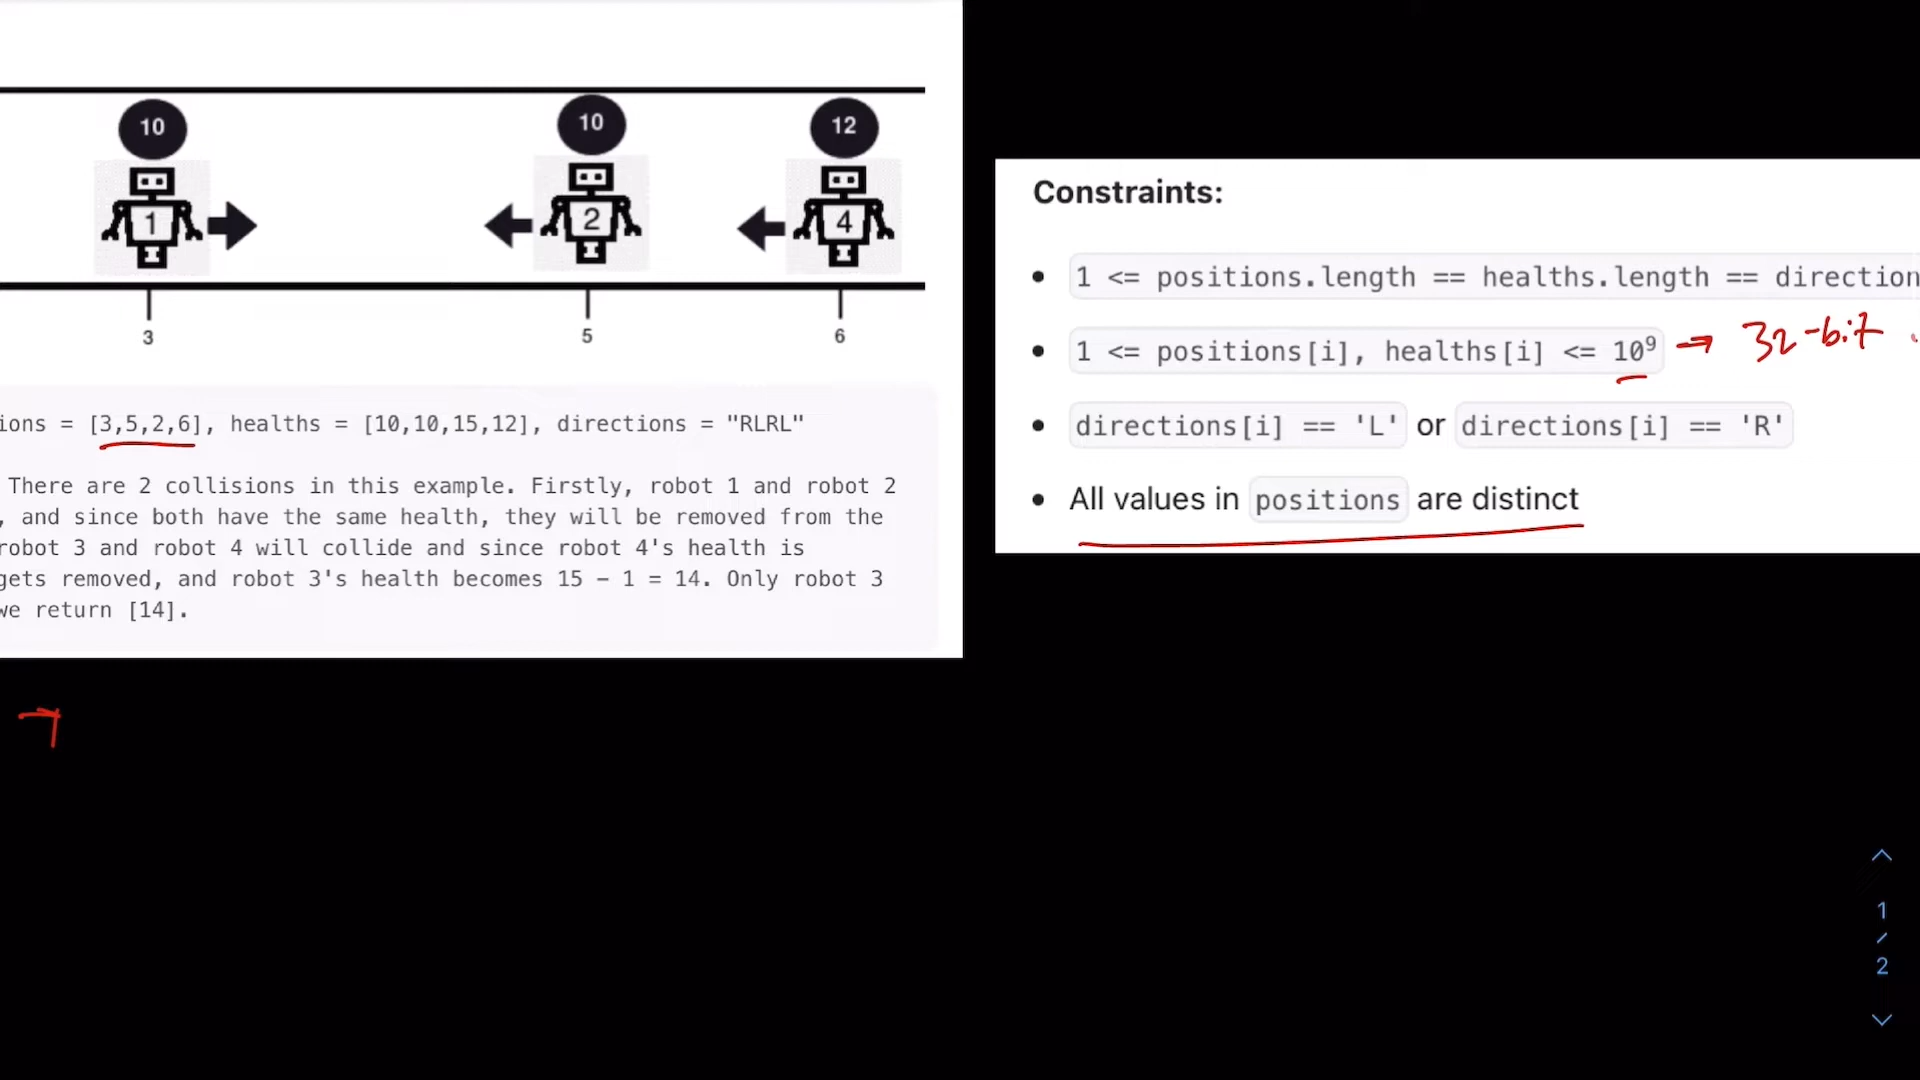 10 10 12
1 2 4
3 5 6
ions = [3,5,2,6], healths = [10,10,15,12], directions = "RLRL"
There are 2 collisions in this example. Firstly, robot 1 and robot 2
, and since both have the same health, they will be removed from the
robot 3 and robot 4 will collide and since robot 4's health is
gets removed, and robot 3's health becomes 15 − 1 = 14. Only robot 3
we return [14].
Constraints:
• 1 <= positions.length == healths.length == direction
• 1 <= positions[i], healths[i] <= 10⁹ → 32-bit
• directions[i] == 'L' or directions[i] == 'R'
• All values in positions are distinct
1
/
2